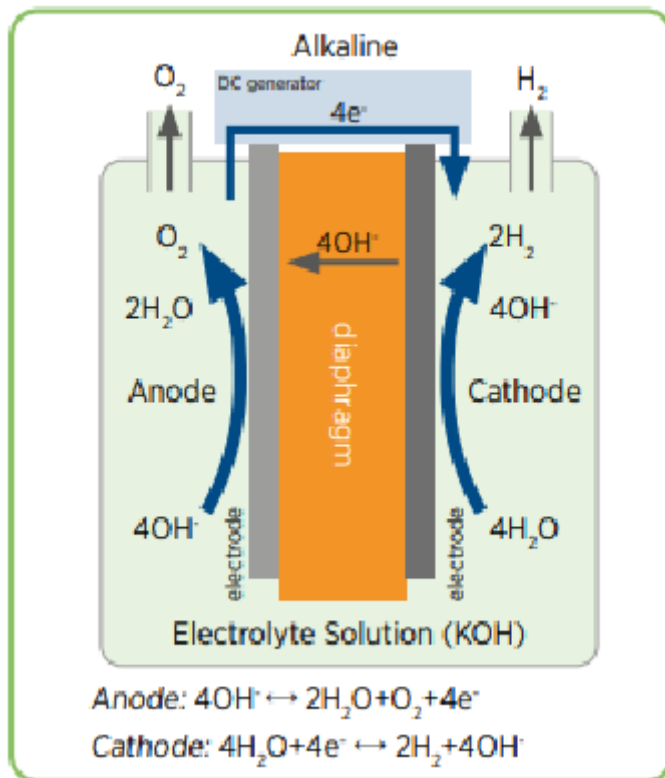 Alkaline
O₂
H₂
DC generator
4e⁻
O₂
4OH⁻
2H₂
2H₂O
4OH⁻
diaphragm
Anode
Cathode
4OH⁻
electrode
electrode
4H₂O
Electrolyte Solution (KOH)
Anode: 4OH⁻ ↔ 2H₂O+O₂+4e⁻
Cathode: 4H₂O+4e⁻ ↔ 2H₂+4OH⁻